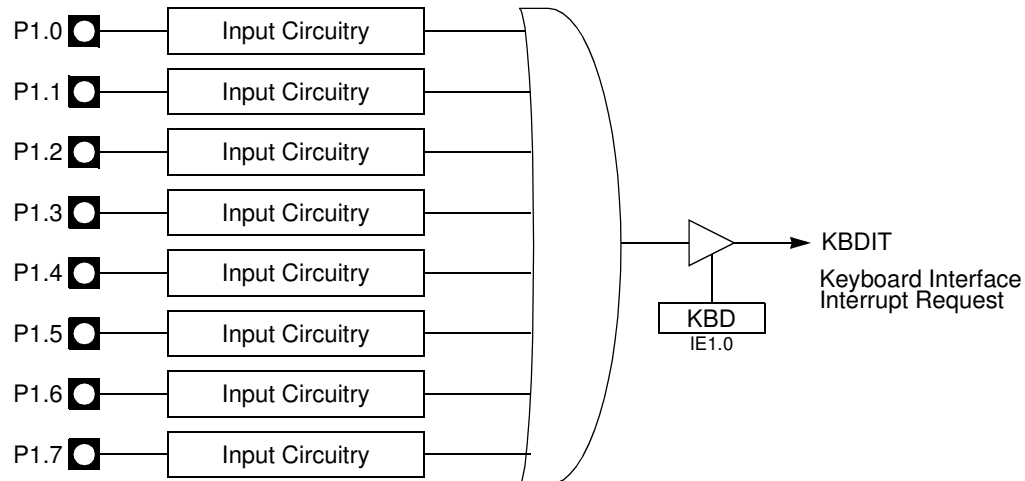 P1.0 Input Circuitry
P1.1 Input Circuitry
P1.2 Input Circuitry
P1.3 Input Circuitry
P1.4 Input Circuitry
P1.5 Input Circuitry
P1.6 Input Circuitry
P1.7 Input Circuitry
KBDIT
Keyboard Interface
Interrupt Request
KBD
IE1.0